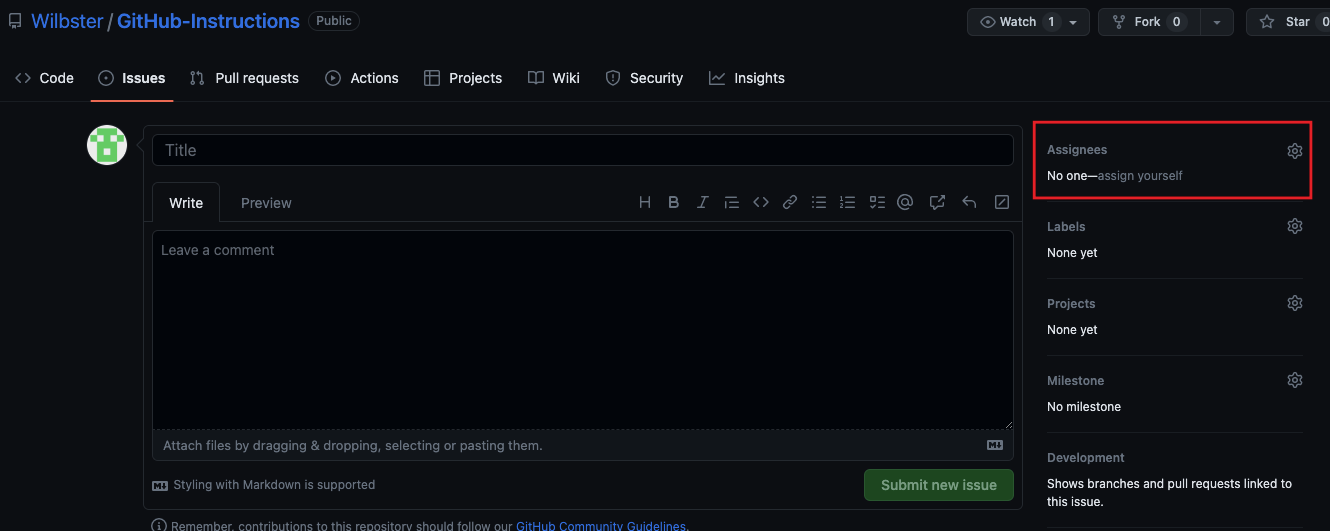 Wilbster / GitHub-Instructions Public
Watch 1 Fork 0 Star 0
Code Issues Pull requests Actions Projects Wiki Security Insights
Title
Write Preview
Leave a comment
Attach files by dragging & dropping, selecting or pasting them.
Styling with Markdown is supported
Submit new issue
Remember, contributions to this repository should follow our GitHub Community Guidelines.
Assignees
No one—assign yourself
Labels
None yet
Projects
None yet
Milestone
No milestone
Development
Shows branches and pull requests linked to
this issue.